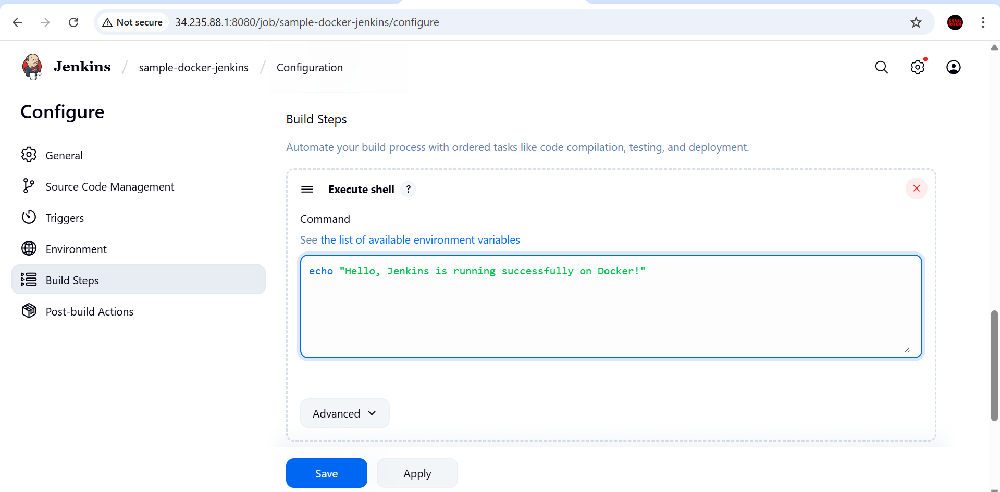 Not secure
34.235.88.1:8080/job/sample-docker-jenkins/configure
SUNIL
ROCK
Jenkins / sample-docker-jenkins / Configuration
Configure
General
Source Code Management
Triggers
Environment
Build Steps
Post-build Actions
Build Steps
Automate your build process with ordered tasks like code compilation, testing, and deployment.
Execute shell ?
Command
See the list of available environment variables
echo "Hello, Jenkins is running successfully on Docker!"
Advanced
Save
Apply